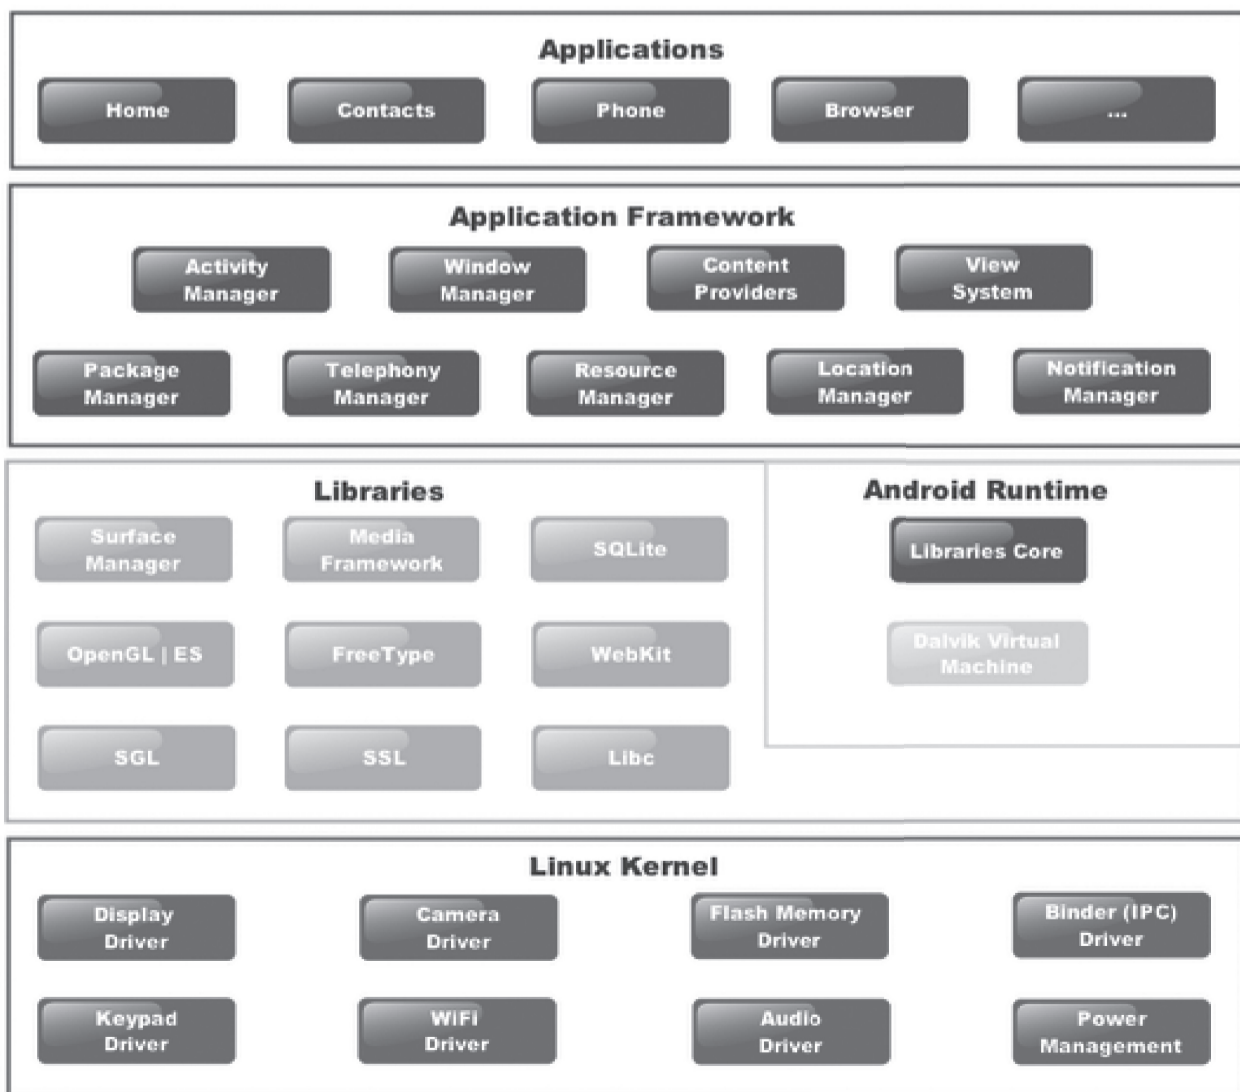 Applications
Home
Contacts
Phone
Browser
...
Application Framework
Activity
Manager
Window
Manager
Content
Providers
View
System
Package
Manager
Telephony
Manager
Resource
Manager
Location
Manager
Notification
Manager
Libraries
Surface
Manager
Media
Framework
SQLite
OpenGL | ES
FreeType
WebKit
SGL
SSL
Libc
Android Runtime
Libraries Core
Dalvik Virtual
Machine
Linux Kernel
Display
Driver
Camera
Driver
Flash Memory
Driver
Binder (IPC)
Driver
Keypad
Driver
WiFi
Driver
Audio
Driver
Power
Management